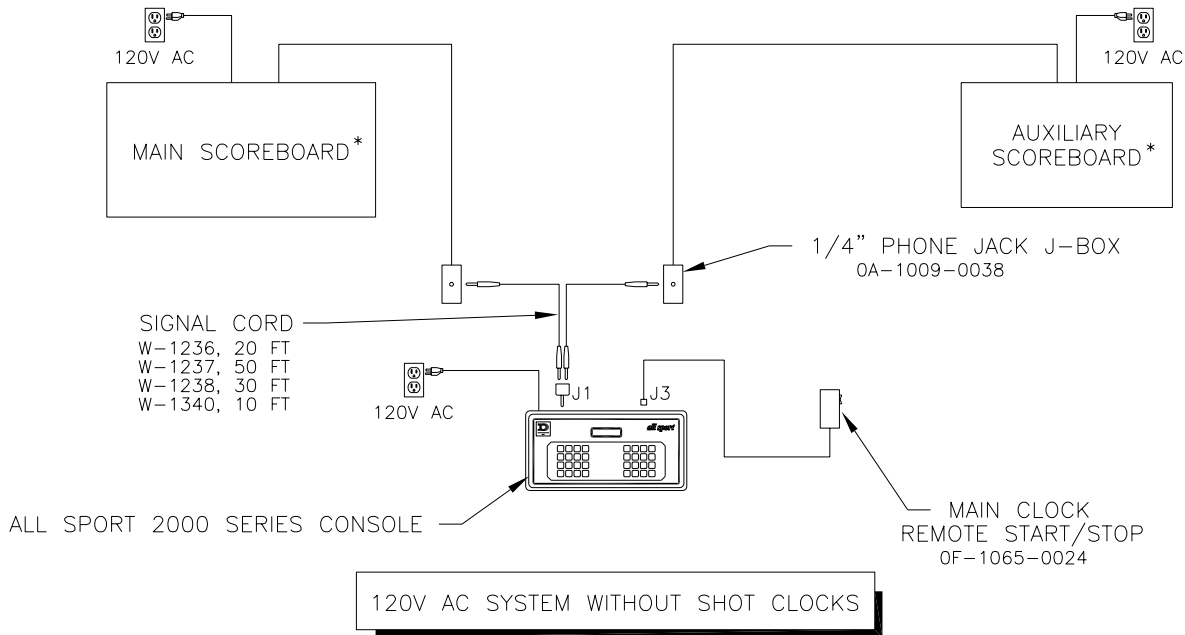 120V AC
120V AC
MAIN SCOREBOARD*
AUXILIARY
SCOREBOARD*
1/4” PHONE JACK J-BOX
0A-1009-0038
SIGNAL CORD
W-1236, 20 FT
W-1237, 50 FT
W-1238, 30 FT
W-1340, 10 FT
120V AC
J1
J3
D
all sport
ALL SPORT 2000 SERIES CONSOLE
MAIN CLOCK
REMOTE START/STOP
0F-1065-0024
120V AC SYSTEM WITHOUT SHOT CLOCKS